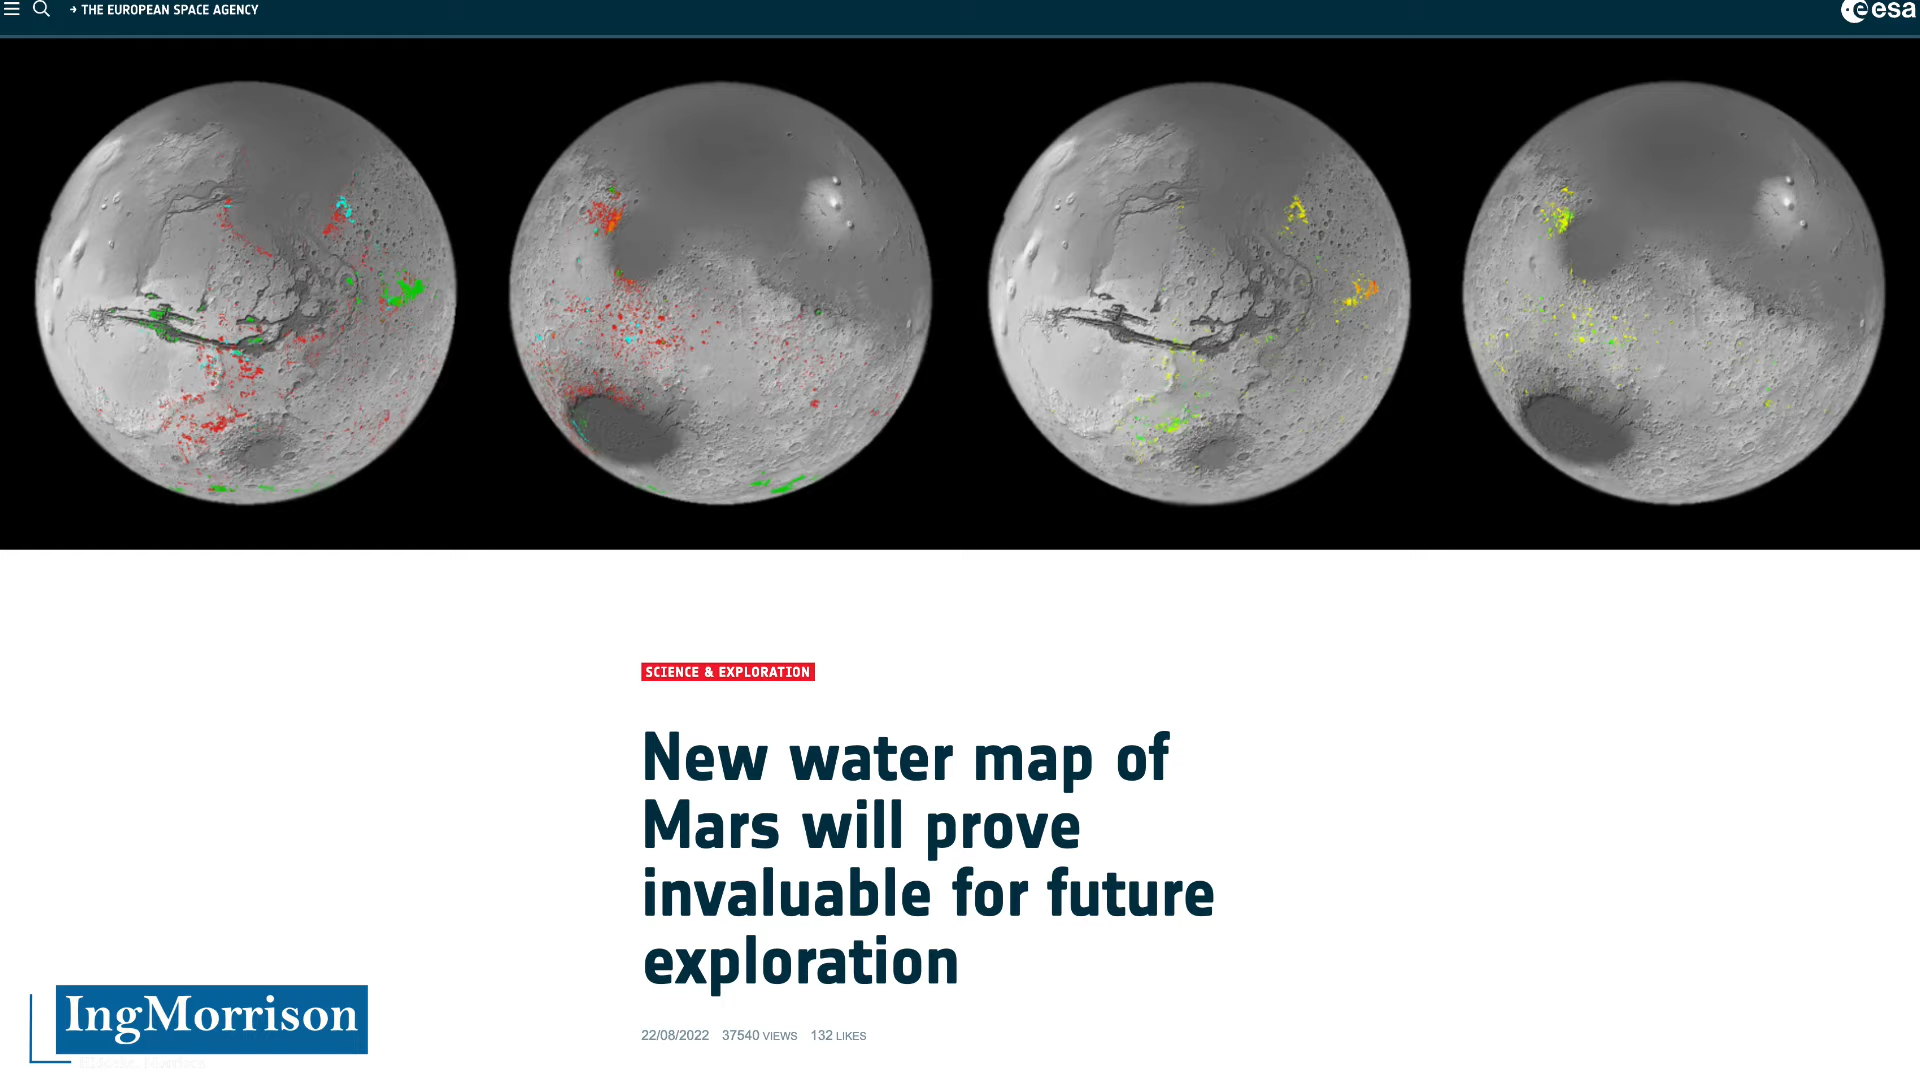 → THE EUROPEAN SPACE AGENCY
esa
SCIENCE & EXPLORATION
New water map of
Mars will prove
invaluable for future
exploration
22/08/2022 37540 VIEWS 132 LIKES
IngMorrison